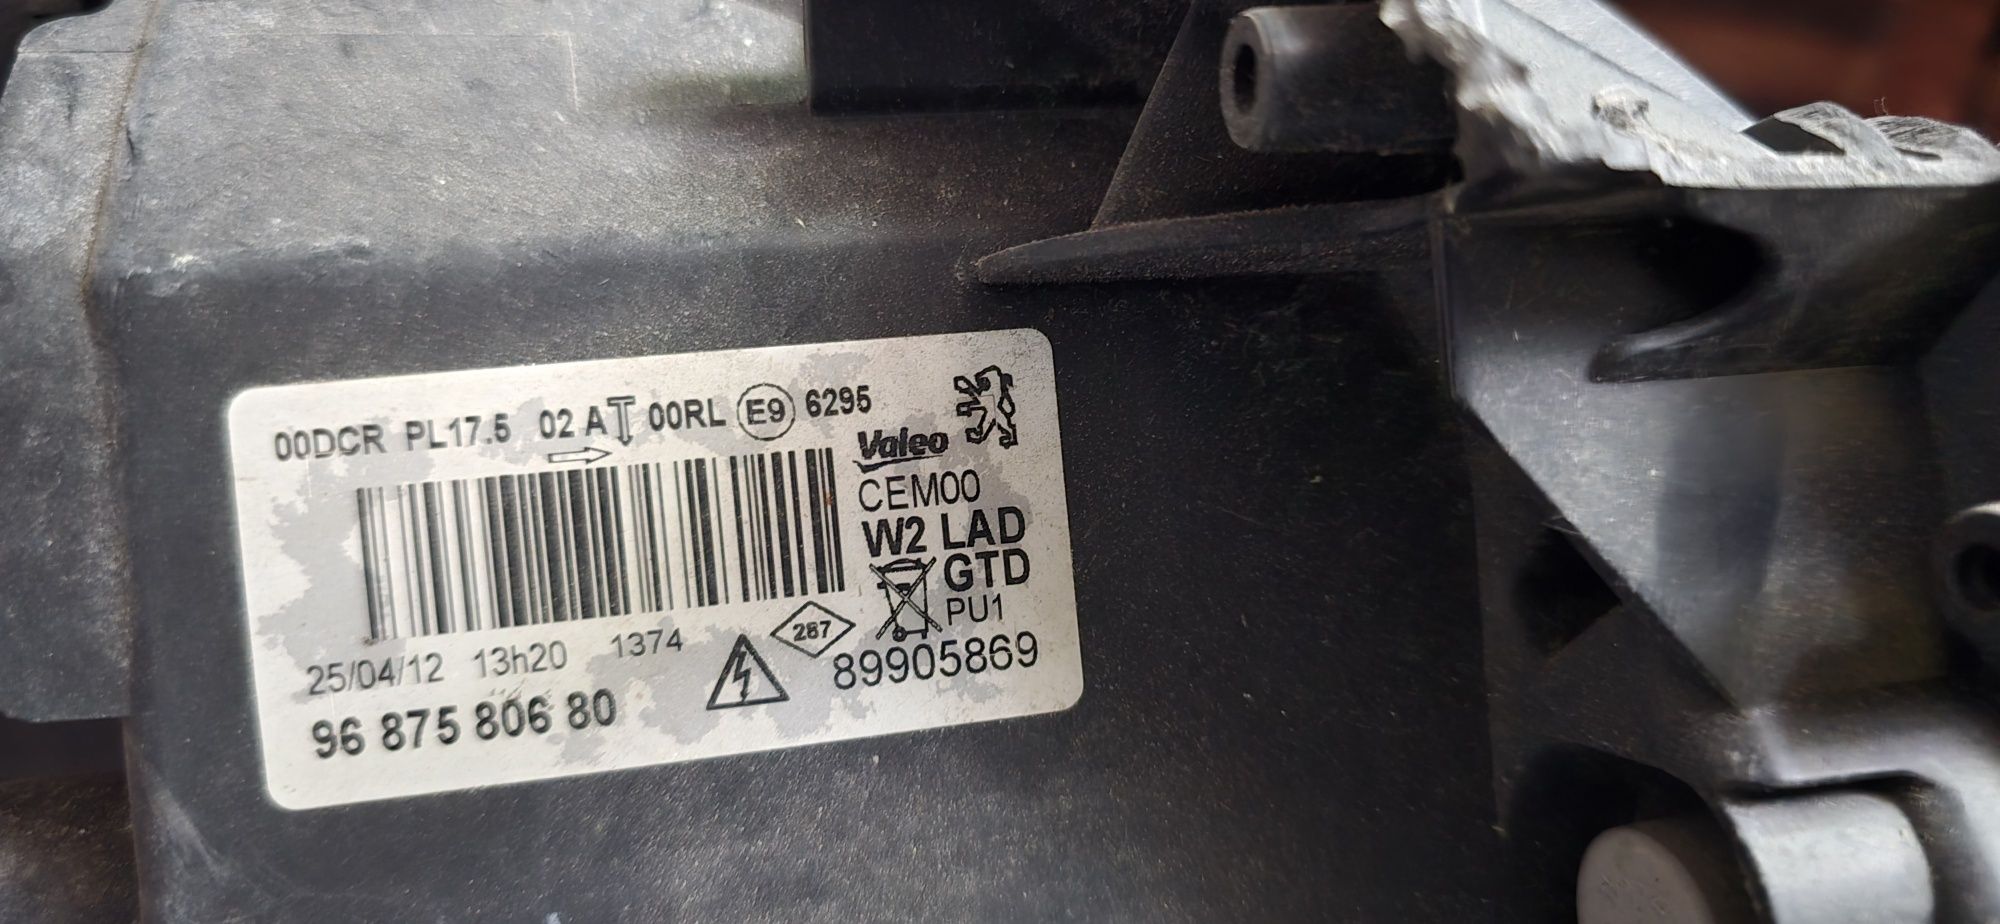 00DCR PL17.5 02 A 00RL E9 6295
Valeo
CEM00
W2 LAD
GTD
PU1
25/04/12 13h20 1374
287
89905869
96 875 806 80